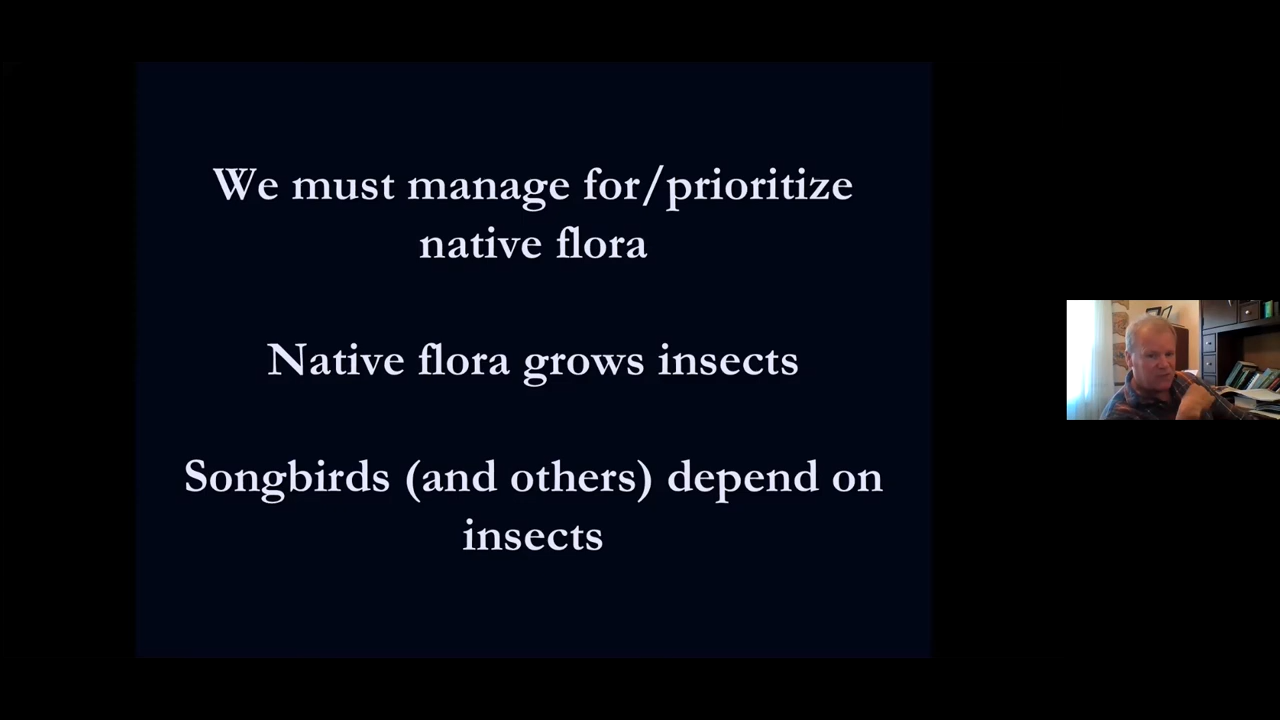 We must manage for/prioritize
native flora
Native flora grows insects
Songbirds (and others) depend on
insects